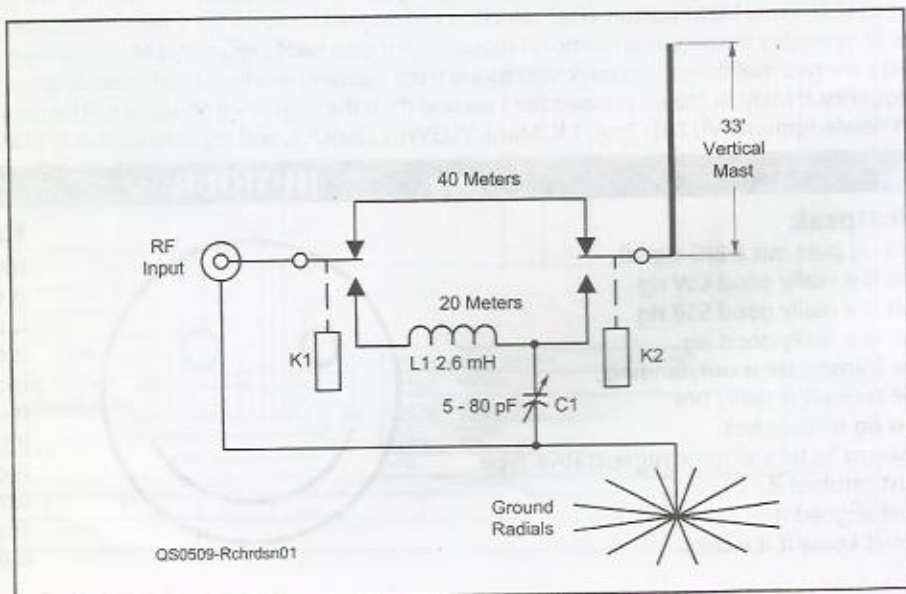 33'
Vertical
Mast
40 Meters
RF
Input
20 Meters
K1
L1 2.6 mH
K2
5 - 80 pF
C1
Ground
Radials
QS0509-Rchrdsn01